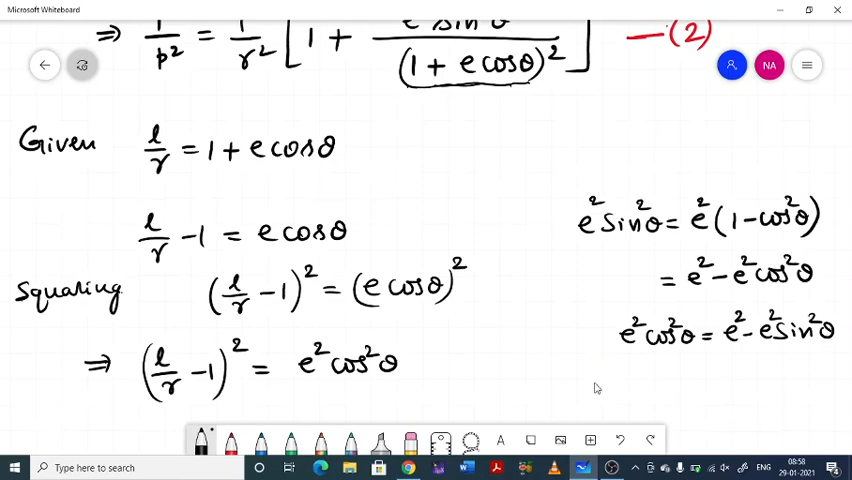 Microsoft Whiteboard
⇒ 1/p² = 1/r² [1 + e² sin²θ / (1 + e cosθ)²] —(2)
NA
Given l/r = 1 + e cosθ
l/r - 1 = e cosθ
Squaring (l/r - 1)² = (e cosθ)²
⇒ (l/r - 1)² = e² cos²θ
e² Sin²θ = e² (1 - cos²θ)
= e² - e² cos²θ
e² cos²θ = e² - e² Sin²θ
A
Type here to search
ENG
08:58
29-01-2021